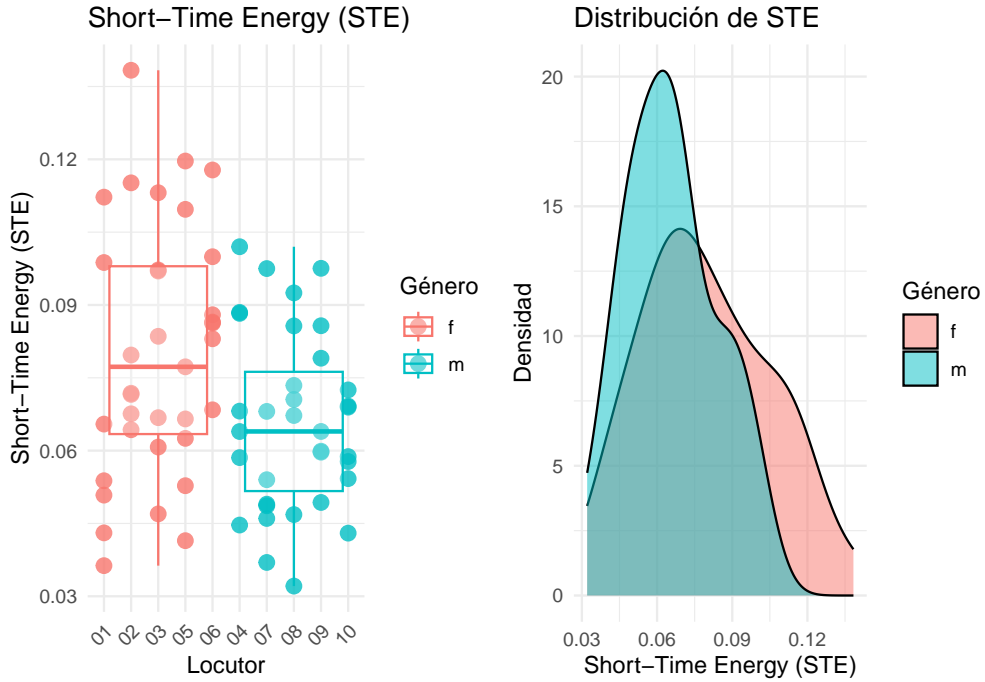 Short−Time Energy (STE)
Short−Time Energy (STE)
0.12
0.09
0.06
0.03
01 02 03 05 06 04 07 08 09 10
Locutor
Género
f
m
Distribución de STE
Densidad
20
15
10
5
0
0.03 0.06 0.09 0.12
Short−Time Energy (STE)
Género
f
m